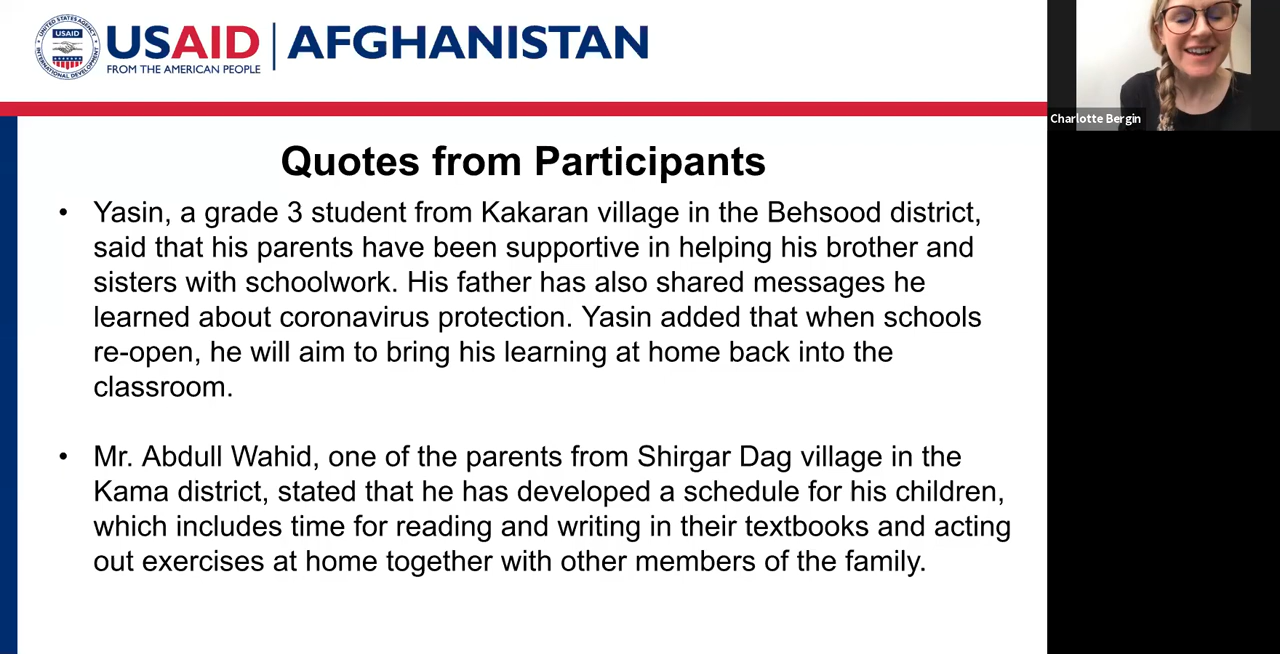 UNITED STATES AGENCY
USAID
INTERNATIONAL DEVELOPMENT
USAID | AFGHANISTAN
FROM THE AMERICAN PEOPLE
Charlotte Bergin
Quotes from Participants
• Yasin, a grade 3 student from Kakaran village in the Behsood district,
said that his parents have been supportive in helping his brother and
sisters with schoolwork. His father has also shared messages he
learned about coronavirus protection. Yasin added that when schools
re-open, he will aim to bring his learning at home back into the
classroom.
• Mr. Abdull Wahid, one of the parents from Shirgar Dag village in the
Kama district, stated that he has developed a schedule for his children,
which includes time for reading and writing in their textbooks and acting
out exercises at home together with other members of the family.